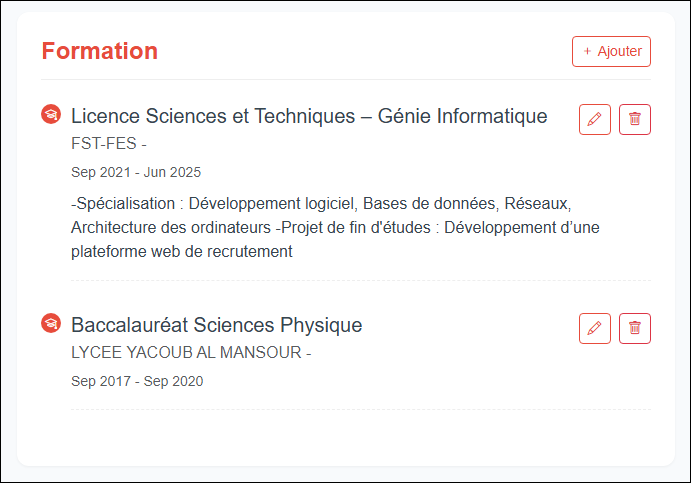 Formation
+ Ajouter
Licence Sciences et Techniques – Génie Informatique
FST-FES -
Sep 2021 - Jun 2025
-Spécialisation : Développement logiciel, Bases de données, Réseaux,
Architecture des ordinateurs -Projet de fin d'études : Développement d’une
plateforme web de recrutement
Baccalauréat Sciences Physique
LYCEE YACOUB AL MANSOUR -
Sep 2017 - Sep 2020